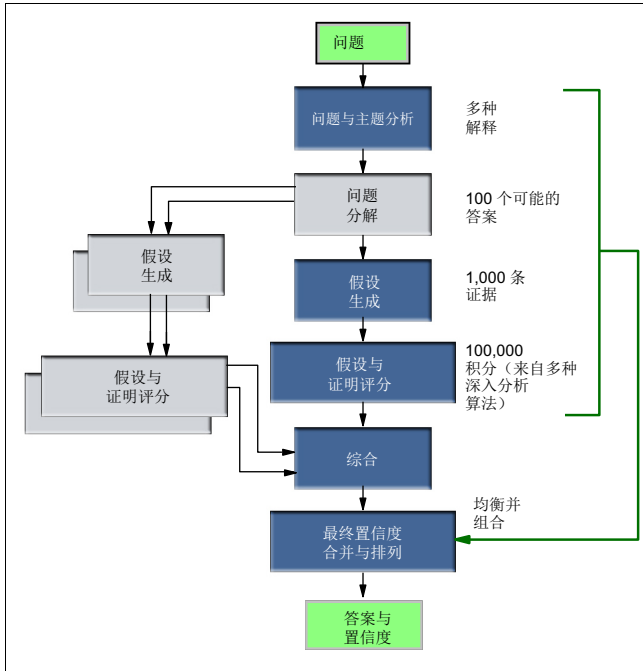 问题
问题与主题分析
多种
解释
问题
分解
100 个可能的
答案
假设
生成
假设
生成
1,000 条
证据
假设与
证明评分
假设与
证明评分
100,000
积分（来自多种
深入分析
算法）
综合
均衡并
组合
最终置信度
合并与排列
答案与
置信度